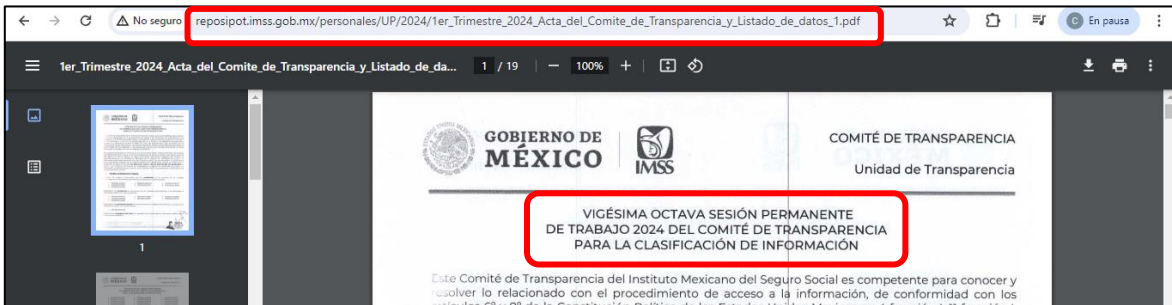 No seguro
reposipot.imss.gob.mx/personales/UP/2024/1er_Trimestre_2024_Acta_del_Comite_de_Transparencia_y_Listado_de_datos_1.pdf
C En pausa
1er_Trimestre_2024_Acta_del_Comite_de_Transparencia_y_Listado_de_da...
1 / 19
100%
1
GOBIERNO DE
MÉXICO
IMSS
COMITÉ DE TRANSPARENCIA
Unidad de Transparencia
VIGÉSIMA OCTAVA SESIÓN PERMANENTE
DE TRABAJO 2024 DEL COMITÉ DE TRANSPARENCIA
PARA LA CLASIFICACIÓN DE INFORMACIÓN
Este Comité de Transparencia del Instituto Mexicano del Seguro Social es competente para conocer y
resolver lo relacionado con el procedimiento de acceso a la información, de conformidad con los